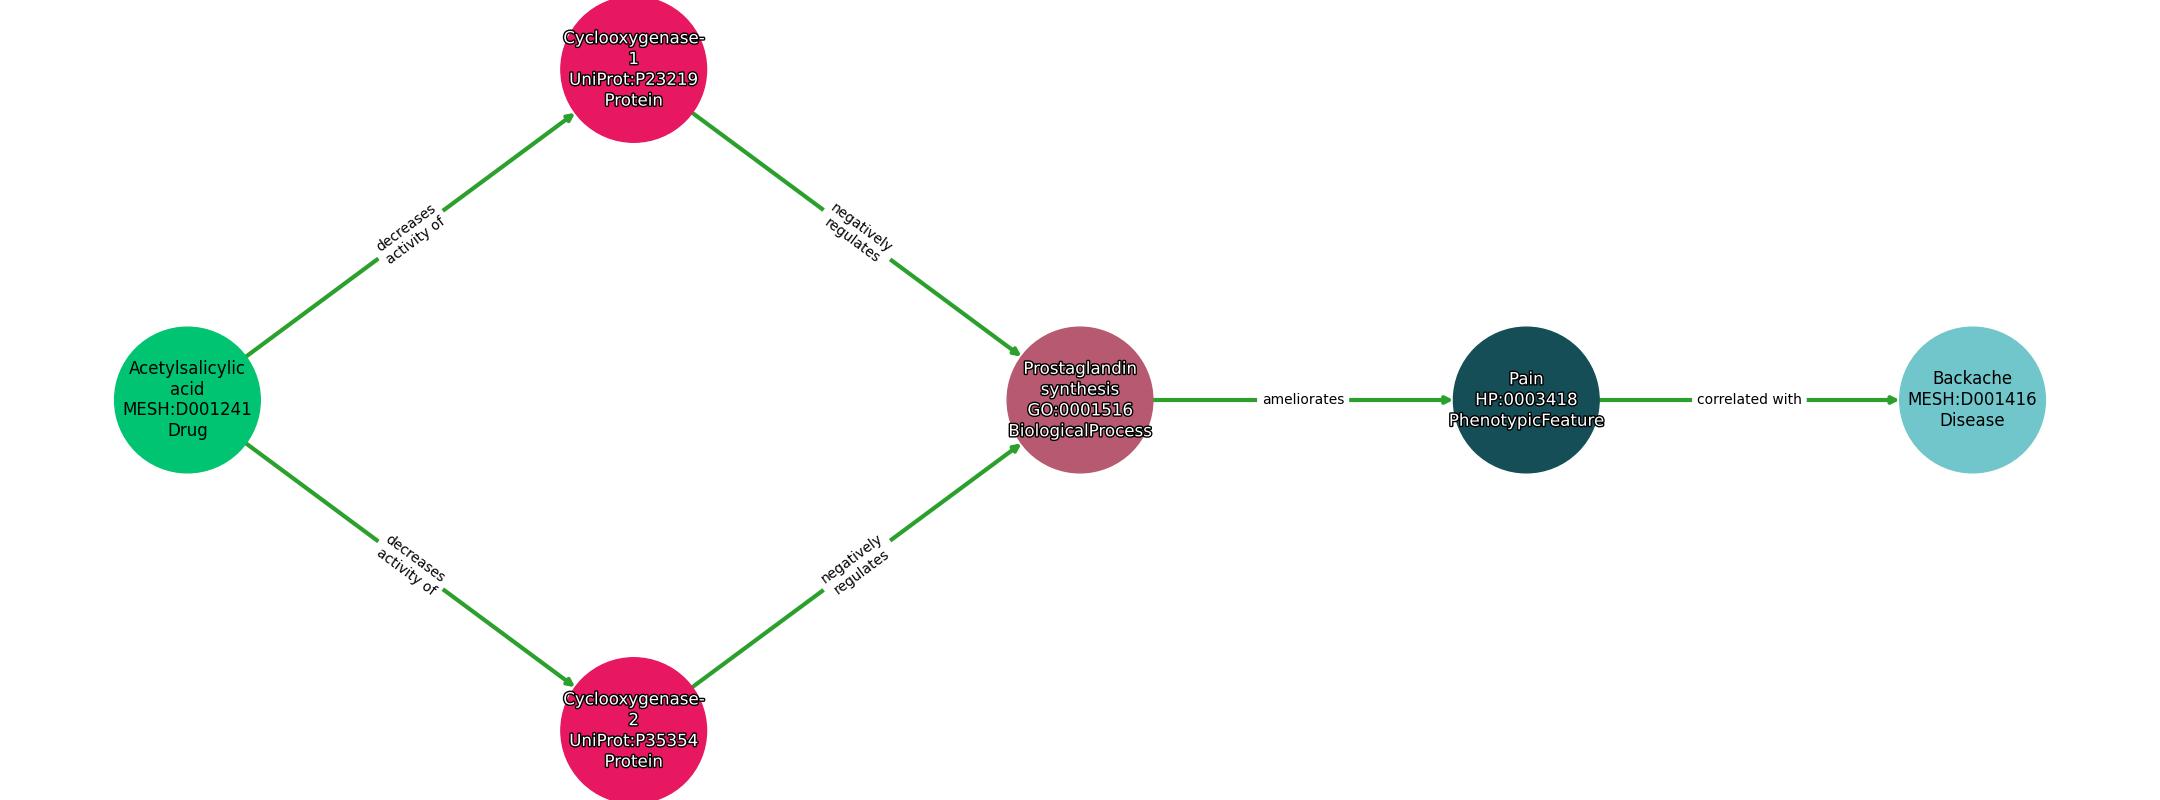 Cyclooxygenase-
1
UniProt:P23219
Protein
decreases
activity of
negatively
regulates
Acetylsalicylic
acid
MESH:D001241
Drug
Prostaglandin
synthesis
GO:0001516
BiologicalProcess
ameliorates
Pain
HP:0003418
PhenotypicFeature
correlated with
Backache
MESH:D001416
Disease
decreases
activity of
negatively
regulates
Cyclooxygenase-
2
UniProt:P35354
Protein